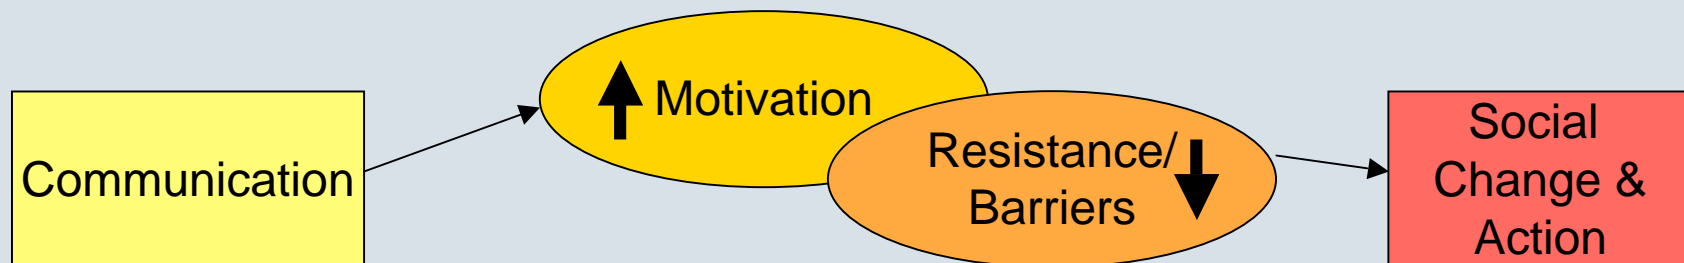 Communication
Motivation
Resistance/
Barriers
Social
Change &
Action